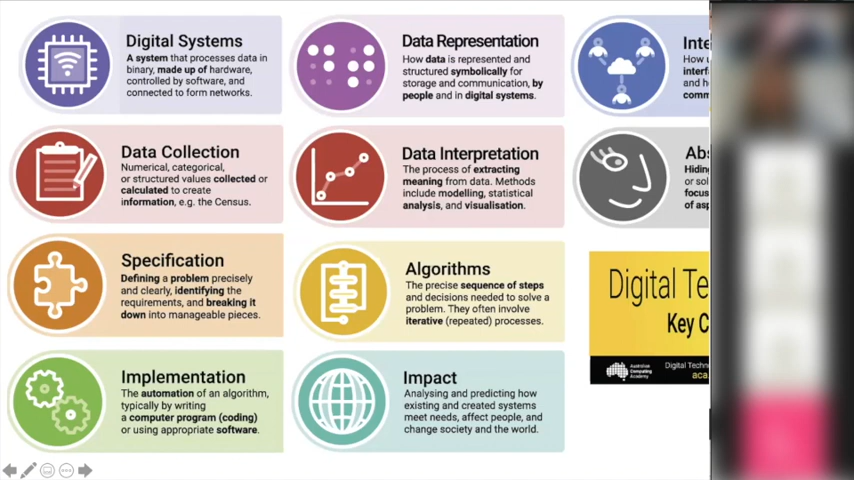 Digital Systems
A system that processes data in
binary, made up of hardware,
controlled by software, and
connected to form networks.
Data Representation
How data is represented and
structured symbolically for
storage and communication, by
people and in digital systems.
Inte
How u
interf
and h
comm
Data Collection
Numerical, categorical,
or structured values collected or
calculated to create
information, e.g. the Census.
Data Interpretation
The process of extracting
meaning from data. Methods
include modelling, statistical
analysis, and visualisation.
Abs
Hiding
or sol
focus
of asp
Specification
Defining a problem precisely
and clearly, identifying the
requirements, and breaking it
down into manageable pieces.
Algorithms
The precise sequence of steps
and decisions needed to solve a
problem. They often involve
iterative (repeated) processes.
Digital Te
Key C
Australian
Computing
Academy
Digital Techn
aca.
Implementation
The automation of an algorithm,
typically by writing
a computer program (coding)
or using appropriate software.
Impact
Analysing and predicting how
existing and created systems
meet needs, affect people, and
change society and the world.